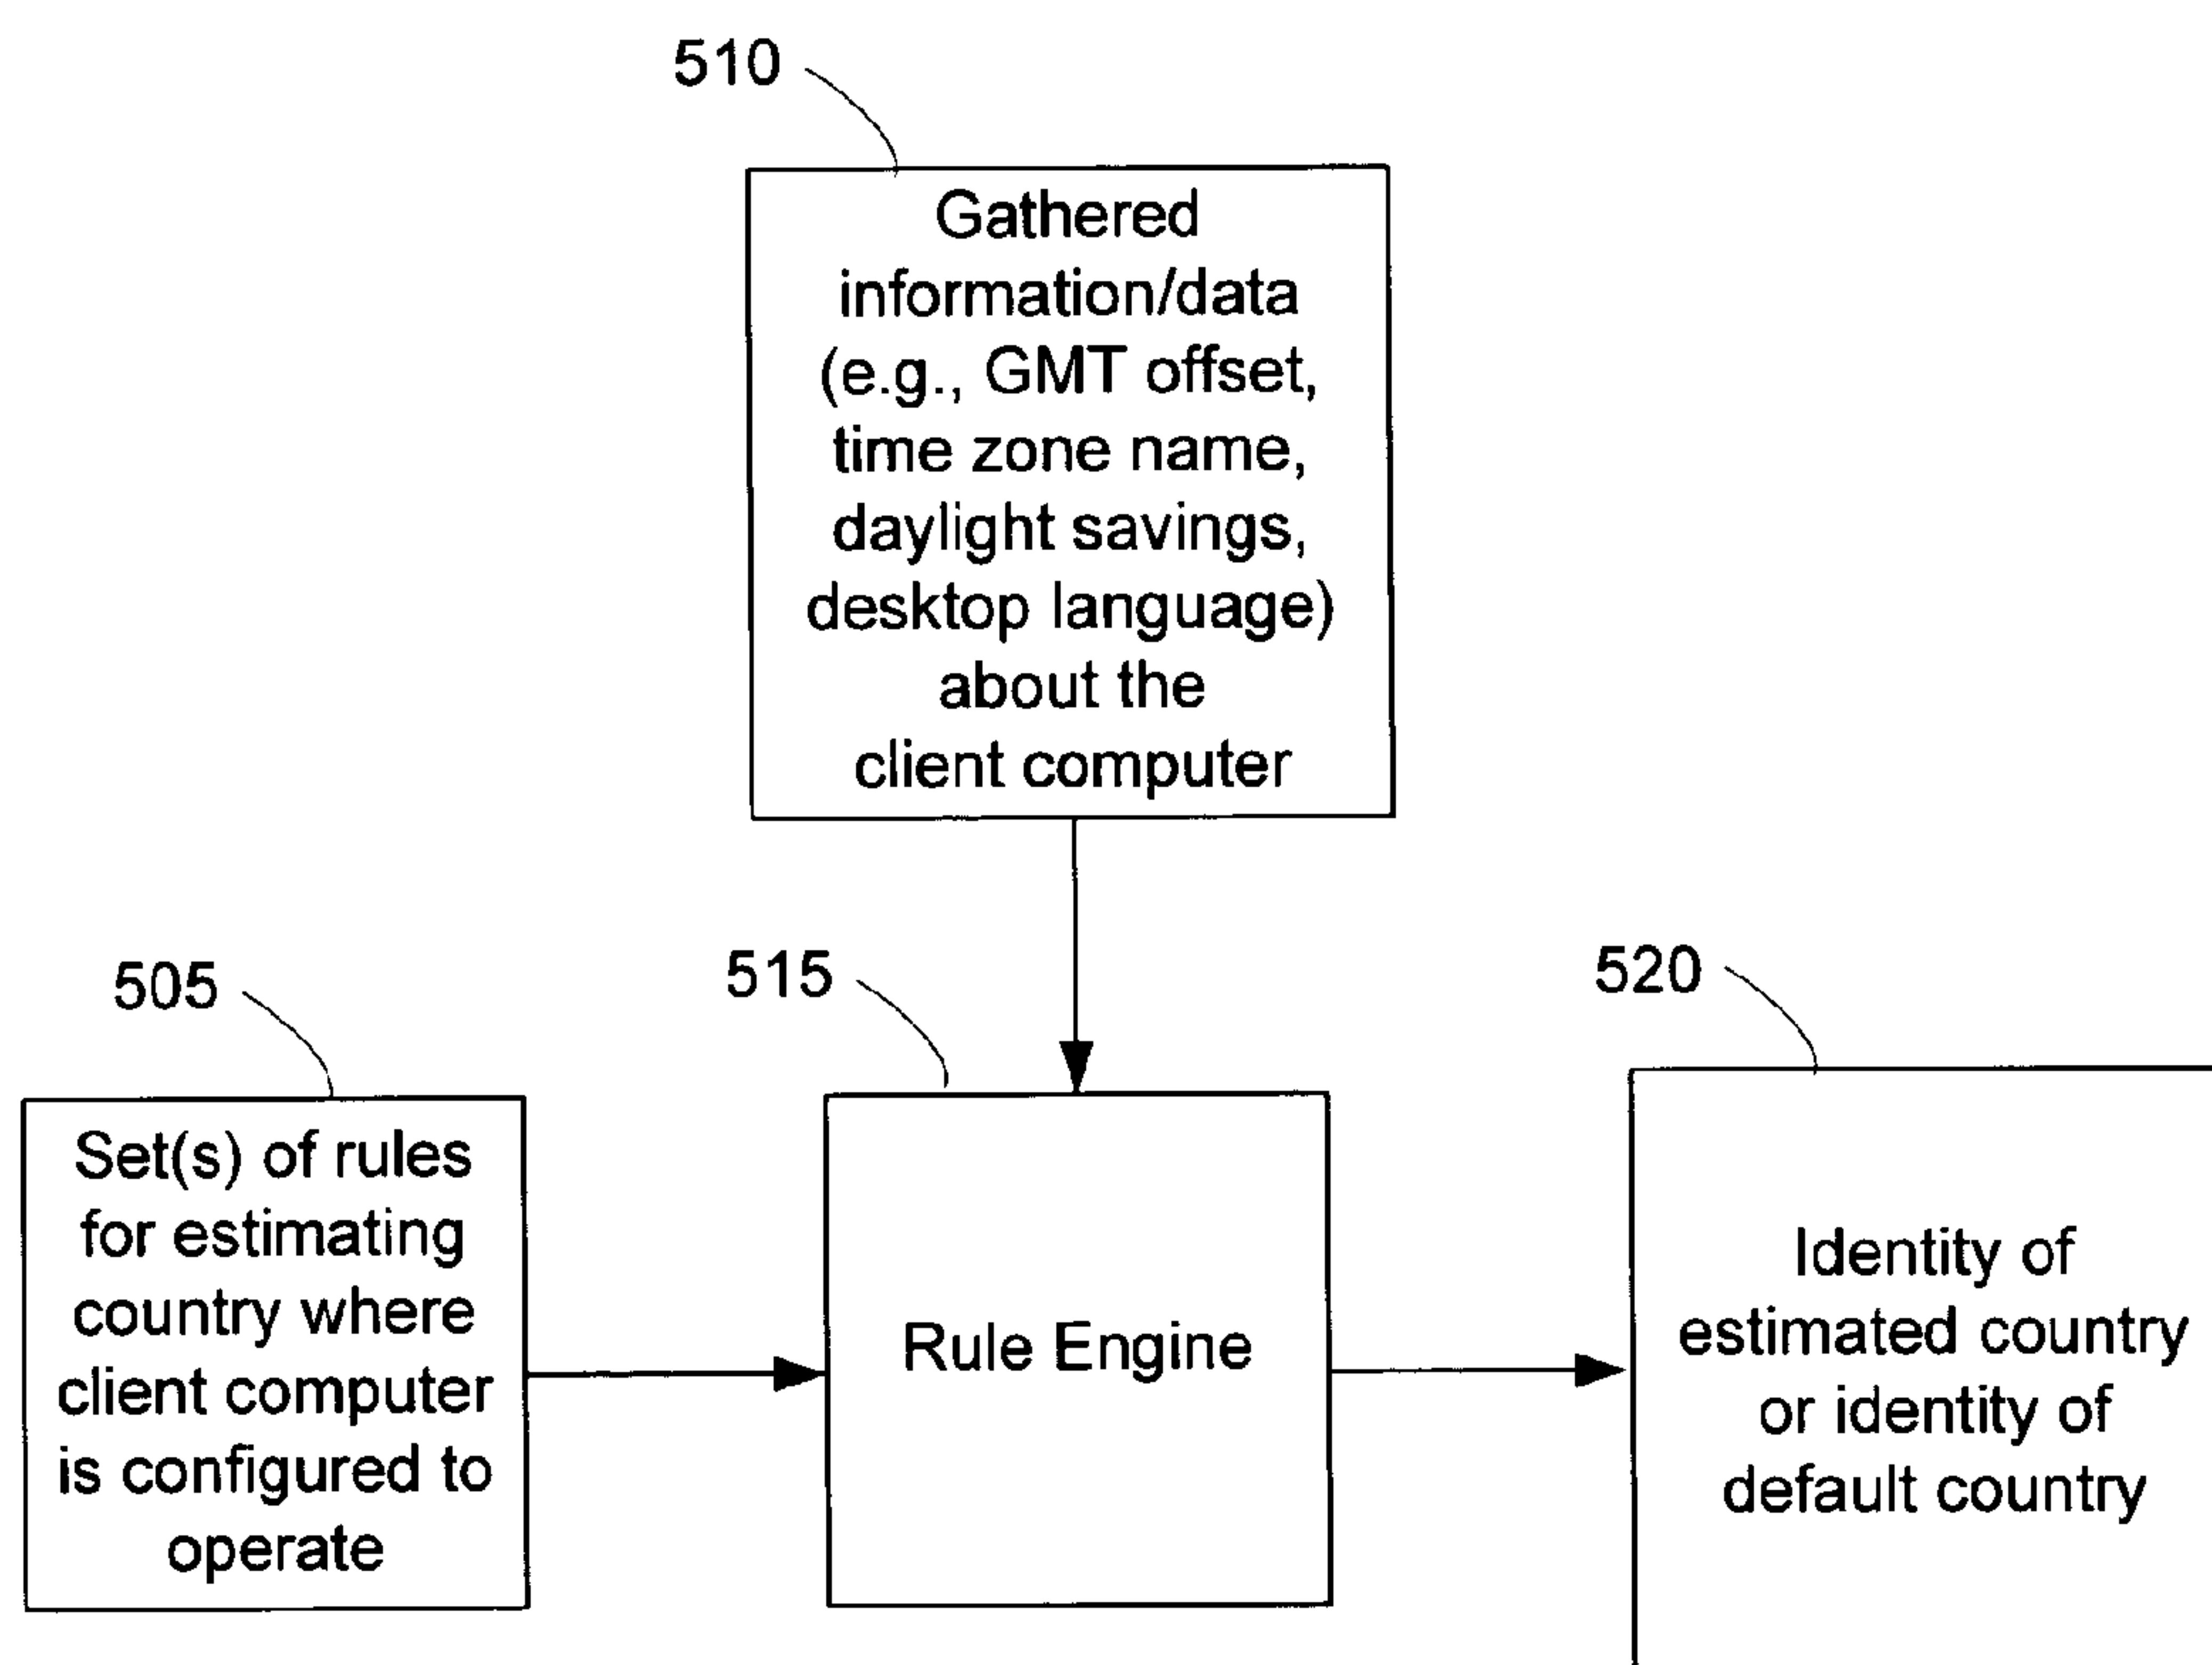 510
Gathered
information/data
(e.g., GMT offset,
time zone name,
daylight savings,
desktop language)
about the
client computer
505
Set(s) of rules
for estimating
country where
client computer
is configured to
operate
515
Rule Engine
520
Identity of
estimated country
or identity of
default country